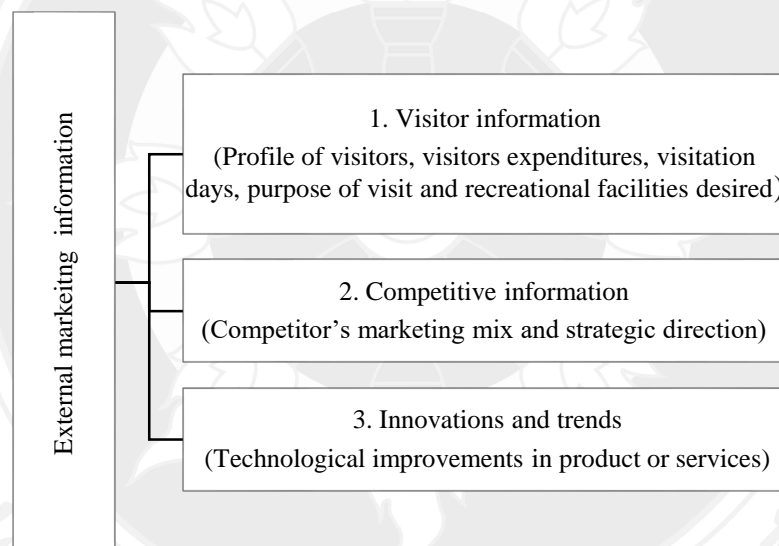 External markeitng information
1. Visitor information
(Profile of visitors, visitors expenditures, visitation
days, purpose of visit and recreational facilities desired)
2. Competitive information
(Competitor’s marketing mix and strategic direction)
3. Innovations and trends
(Technological improvements in product or services)